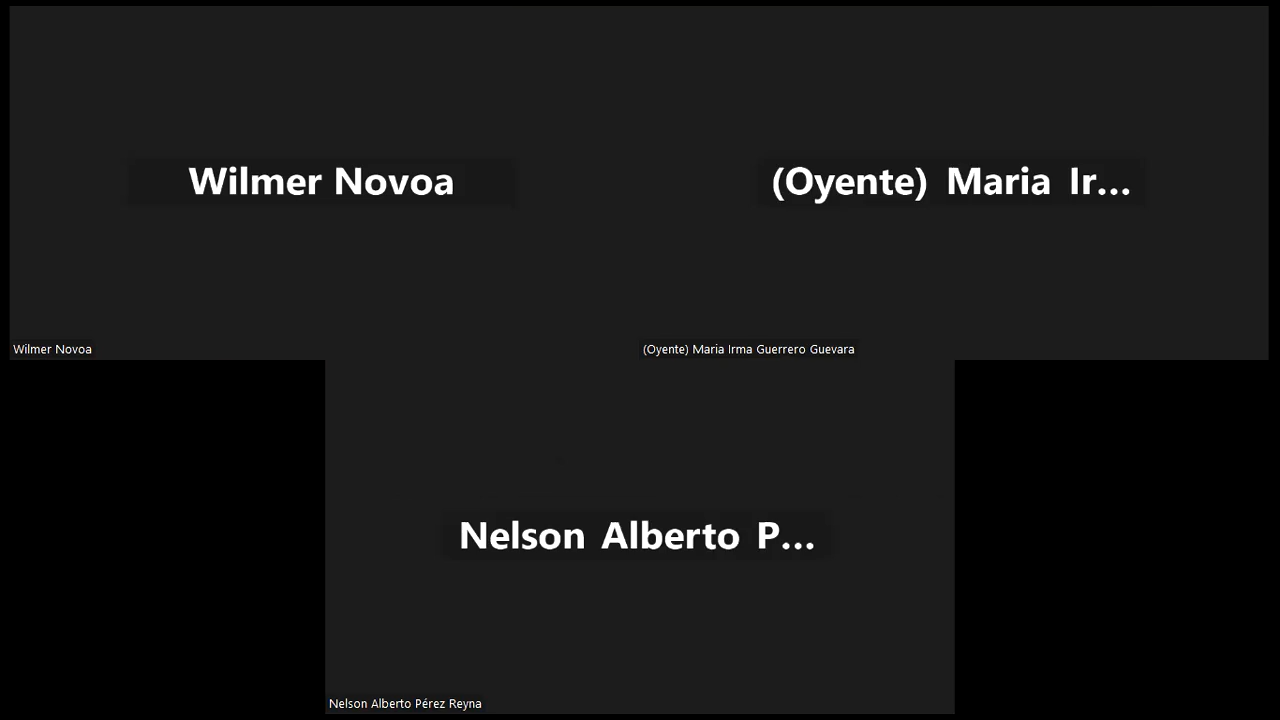 Wilmer Novoa
(Oyente) Maria Ir...
Wilmer Novoa
(Oyente) Maria Irma Guerrero Guevara
Nelson Alberto P...
Nelson Alberto Pérez Reyna